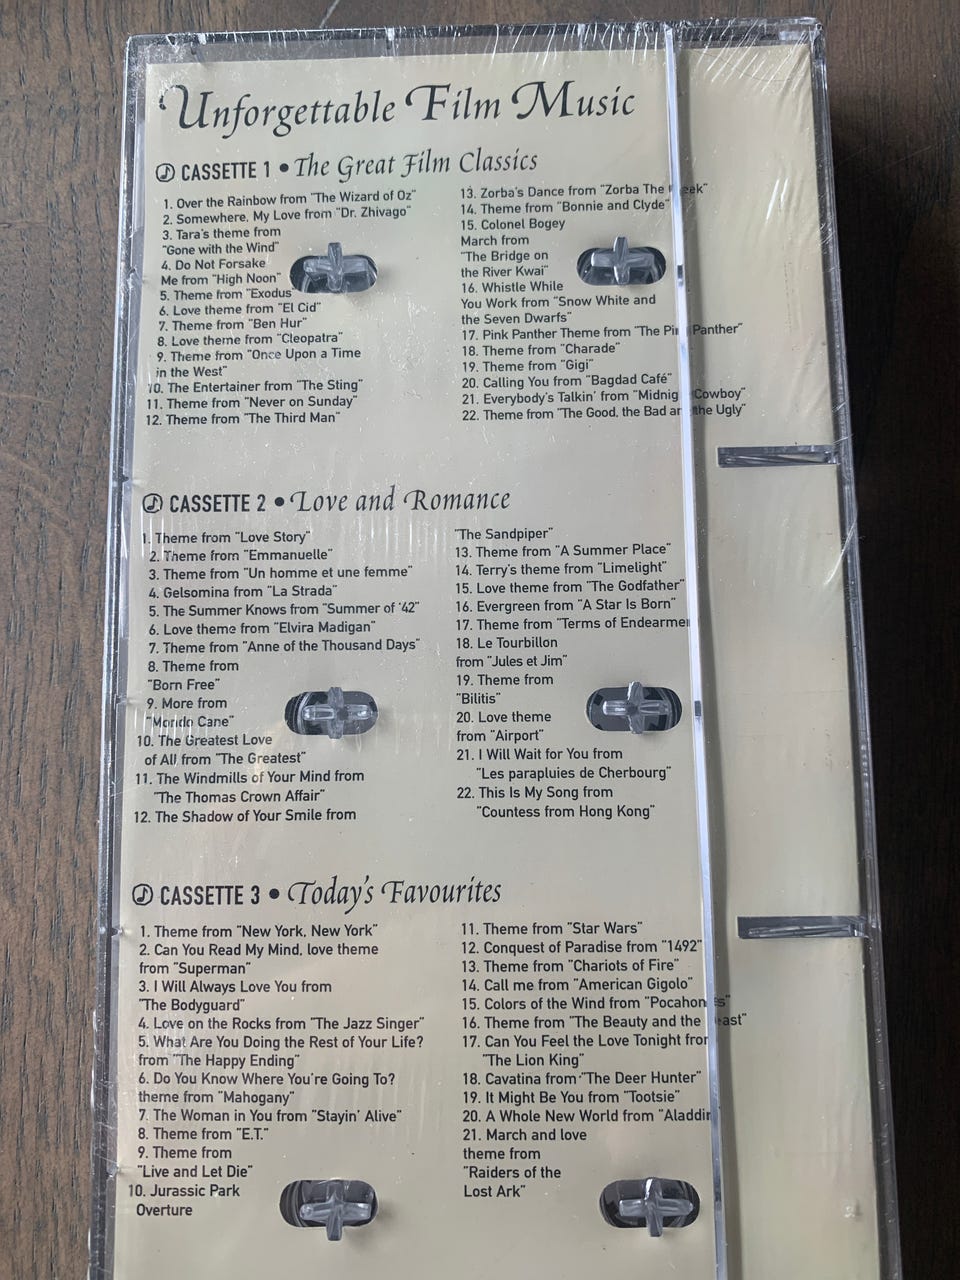 Unforgettable Film Music
CASSETTE 1 • The Great Film Classics
1. Over the Rainbow from "The Wizard of Oz"
2. Somewhere, My Love from "Dr. Zhivago"
3. Tara's theme from
"Gone with the Wind"
4. Do Not Forsake
Me from "High Noon"
5. Theme from "Exodus"
6. Love theme from "El Cid"
7. Theme from "Ben Hur"
8. Love theme from "Cleopatra"
9. Theme from "Once Upon a Time
in the West"
10. The Entertainer from "The Sting"
11. Theme from "Never on Sunday"
12. Theme from "The Third Man"
13. Zorba's Dance from "Zorba The Greek"
14. Theme from "Bonnie and Clyde"
15. Colonel Bogey
March from
"The Bridge on
the River Kwai"
16. Whistle While
You Work from "Snow White and
the Seven Dwarfs"
17. Pink Panther Theme from "The Pink Panther"
18. Theme from "Charade"
19. Theme from "Gigi"
20. Calling You from "Bagdad Café"
21. Everybody's Talkin' from "Midnight Cowboy"
22. Theme from "The Good, the Bad and the Ugly"
CASSETTE 2 • Love and Romance
1. Theme from "Love Story"
2. Theme from "Emmanuelle"
3. Theme from "Un homme et une femme"
4. Gelsomina from "La Strada"
5. The Summer Knows from "Summer of '42"
6. Love theme from "Elvira Madigan"
7. Theme from "Anne of the Thousand Days"
8. Theme from
"Born Free"
9. More from
"Mondo Cane"
10. The Greatest Love
of All from "The Greatest"
11. The Windmills of Your Mind from
"The Thomas Crown Affair"
12. The Shadow of Your Smile from
"The Sandpiper"
13. Theme from "A Summer Place"
14. Terry's theme from "Limelight"
15. Love theme from "The Godfather"
16. Evergreen from "A Star Is Born"
17. Theme from "Terms of Endearmen
18. Le Tourbillon
from "Jules et Jim"
19. Theme from
"Bilitis"
20. Love theme
from "Airport"
21. I Will Wait for You from
"Les parapluies de Cherbourg"
22. This Is My Song from
"Countess from Hong Kong"
CASSETTE 3 • Today's Favourites
1. Theme from "New York, New York"
2. Can You Read My Mind, love theme
from "Superman"
3. I Will Always Love You from
"The Bodyguard"
4. Love on the Rocks from "The Jazz Singer"
5. What Are You Doing the Rest of Your Life?
from "The Happy Ending"
6. Do You Know Where You're Going To?
theme from "Mahogany"
7. The Woman in You from "Stayin' Alive"
8. Theme from "E.T."
9. Theme from
"Live and Let Die"
10. Jurassic Park
Overture
11. Theme from "Star Wars"
12. Conquest of Paradise from "1492"
13. Theme from "Chariots of Fire"
14. Call me from "American Gigolo"
15. Colors of the Wind from "Pocahontas"
16. Theme from "The Beauty and the Beast"
17. Can You Feel the Love Tonight from
"The Lion King"
18. Cavatina from "The Deer Hunter"
19. It Might Be You from "Tootsie"
20. A Whole New World from "Aladdin
21. March and love
theme from
"Raiders of the
Lost Ark"